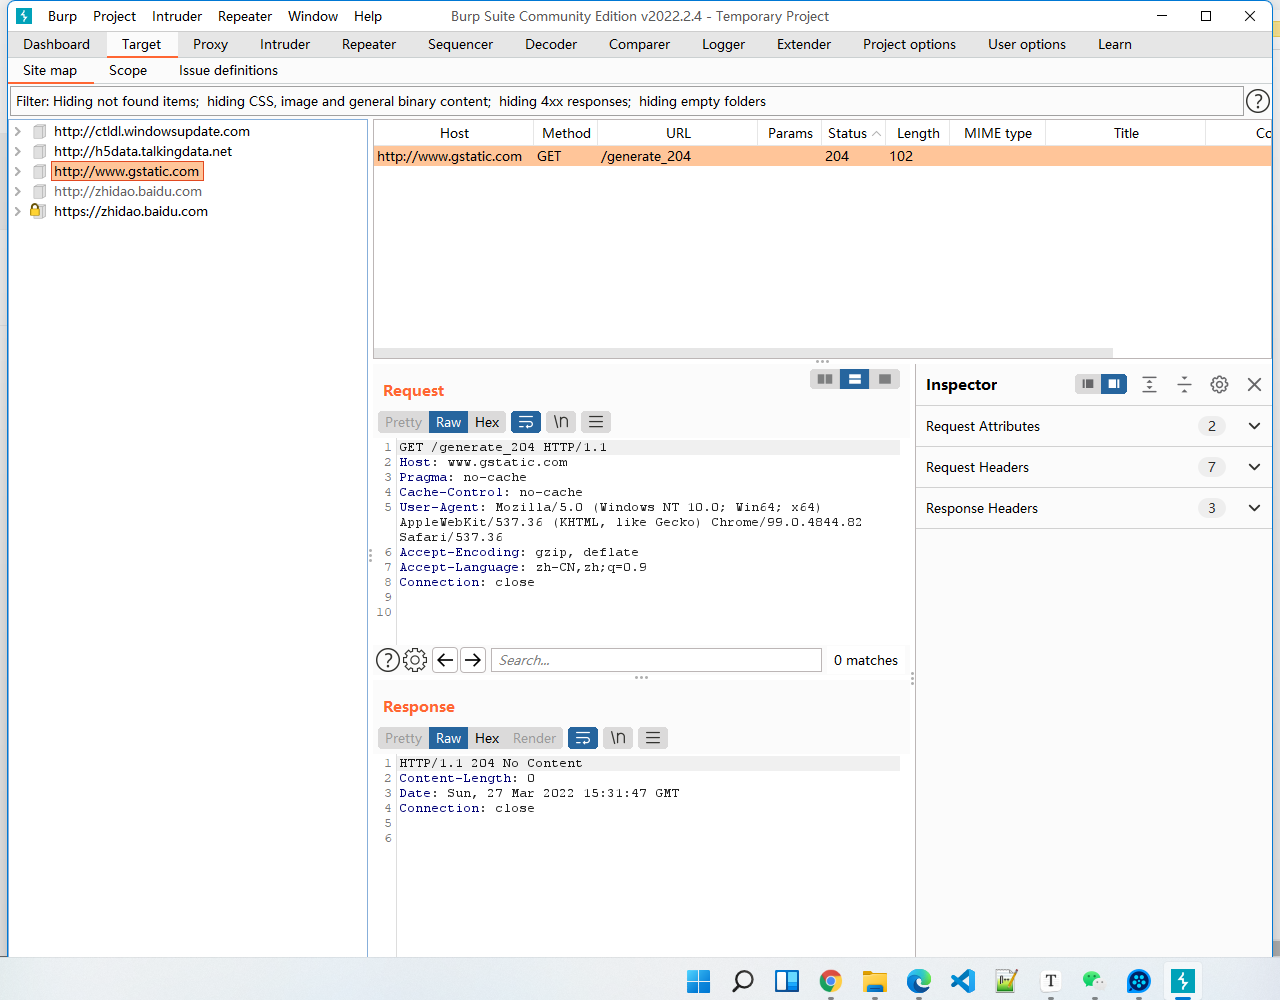 Burp Project Intruder Repeater Window Help Burp Suite Community Edition v2022.2.4 - Temporary Project
Dashboard Target Proxy Intruder Repeater Sequencer Decoder Comparer Logger Extender Project options User options Learn
Site map Scope Issue definitions
Filter: Hiding not found items; hiding CSS, image and general binary content; hiding 4xx responses; hiding empty folders ?
http://ctldl.windowsupdate.com
http://h5data.talkingdata.net
http://www.gstatic.com
http://zhidao.baidu.com
https://zhidao.baidu.com
Host Method URL Params Status Length MIME type Title Co
http://www.gstatic.com GET /generate_204 204 102
Request
Pretty Raw Hex \n
1 GET /generate_204 HTTP/1.1
2 Host: www.gstatic.com
3 Pragma: no-cache
4 Cache-Control: no-cache
5 User-Agent: Mozilla/5.0 (Windows NT 10.0; Win64; x64)
AppleWebKit/537.36 (KHTML, like Gecko) Chrome/99.0.4844.82
Safari/537.36
6 Accept-Encoding: gzip, deflate
7 Accept-Language: zh-CN,zh;q=0.9
8 Connection: close
9
10
? Search... 0 matches
Response
Pretty Raw Hex Render \n
1 HTTP/1.1 204 No Content
2 Content-Length: 0
3 Date: Sun, 27 Mar 2022 15:31:47 GMT
4 Connection: close
5
6
Inspector
Request Attributes 2
Request Headers 7
Response Headers 3
T